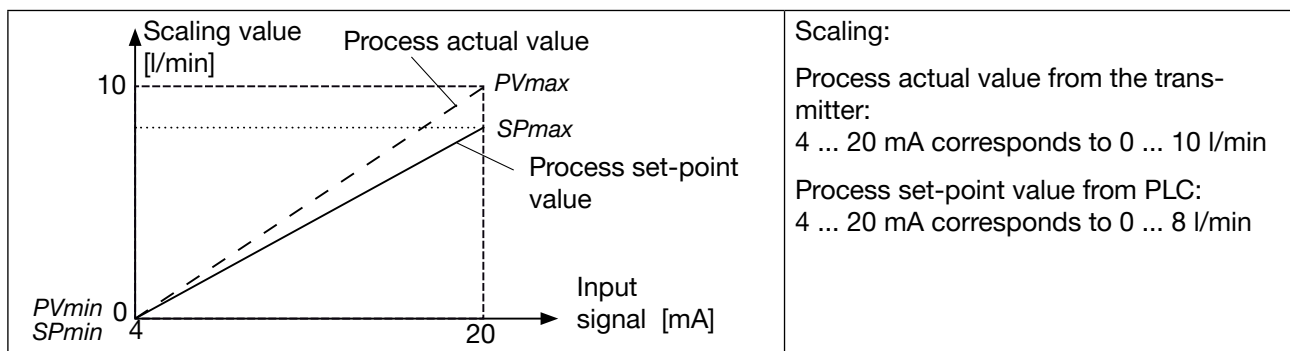 Scaling value
[l/min]
Process actual value
10
PVmax
SPmax
Process set-point
value
PVmin 0
SPmin 4
20
Input
signal [mA]
Scaling:
Process actual value from the trans-
mitter:
4 ... 20 mA corresponds to 0 ... 10 l/min
Process set-point value from PLC:
4 ... 20 mA corresponds to 0 ... 8 l/min